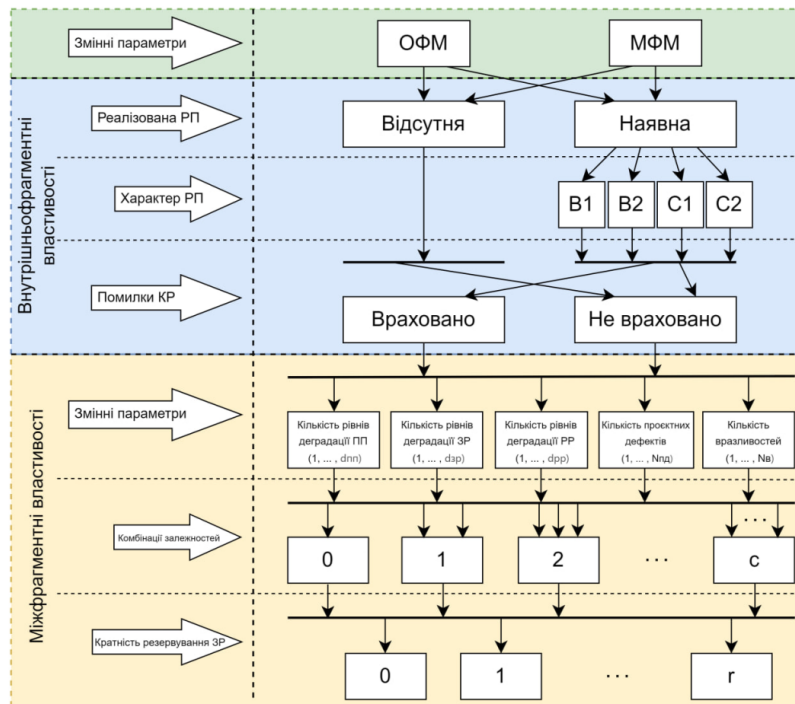 Змінні параметри
ОФМ
МФМ
Внутрішньофрагментні
властивості
Реалізована РП
Відсутня
Наявна
Характер РП
B1
B2
C1
C2
Помилки КР
Враховано
Не враховано
Міжфрагментні властивості
Змінні параметри
Кількість рівнів
деградації ПП
(1, ... , dпп)
Кількість рівнів
деградації ЗР
(1, ... , dзр)
Кількість рівнів
деградації РР
(1, ... , dрр)
Кількість проєктних
дефектів
(1, ... , Nпд)
Кількість
вразливостей
(1, ... , Nв)
Комбінації залежностей
...
0
1
2
...
c
Кратність резервування ЗР
0
1
...
r